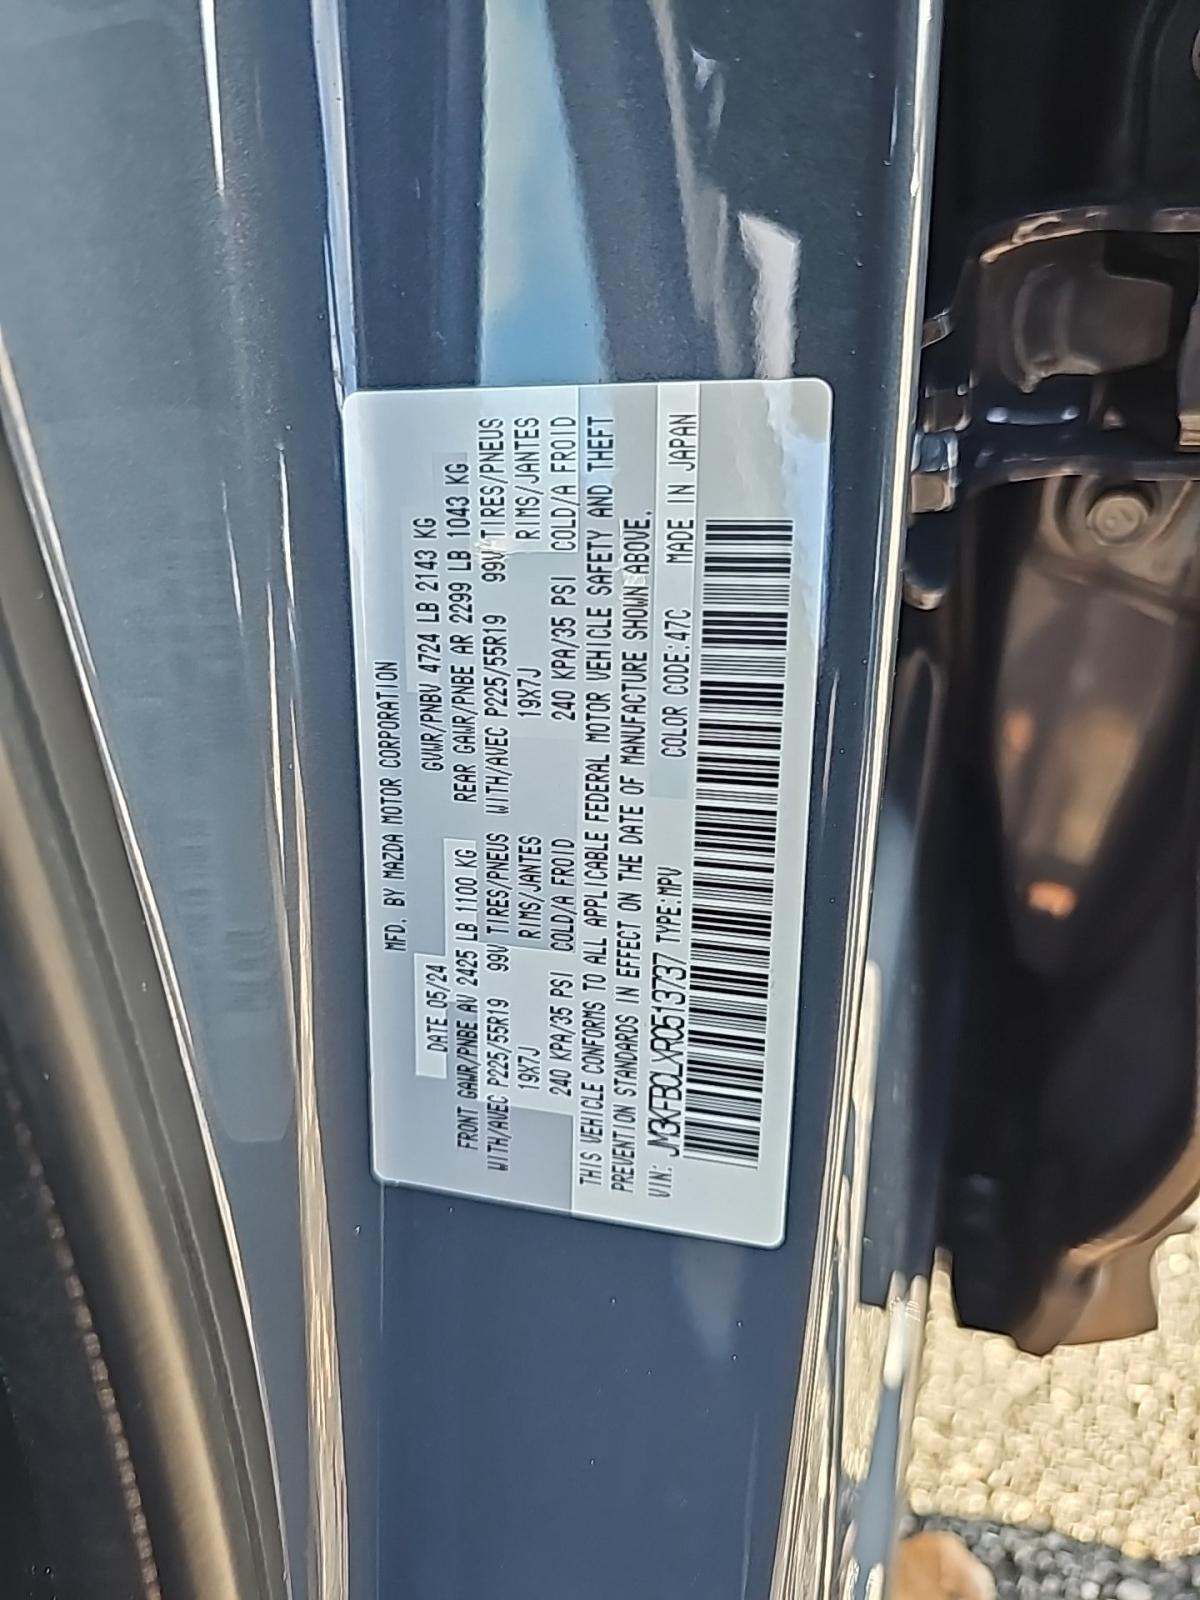 MFD. BY MAZDA MOTOR CORPORATION
DATE 05/24 GVWR/PNBV 4724 LB 2143 KG
FRONT GAWR/PNBE AV 2425 LB 1100 KG REAR GAWR/PNBE AR 2299 LB 1043 KG
WITH/AVEC P225/55R19 99V TIRES/PNEUS WITH/AVEC P225/55R19 99V TIRES/PNEUS
19X7J RIMS/JANTES 19X7J RIMS/JANTES
240 KPA/35 PSI COLD/A FROID 240 KPA/35 PSI COLD/A FROID
THIS VEHICLE CONFORMS TO ALL APPLICABLE FEDERAL MOTOR VEHICLE SAFETY AND THEFT
PREVENTION STANDARDS IN EFFECT ON THE DATE OF MANUFACTURE SHOWN ABOVE.
VIN: JM3KFBCLXR0513737 TYPE:MPV COLOR CODE:47C MADE IN JAPAN